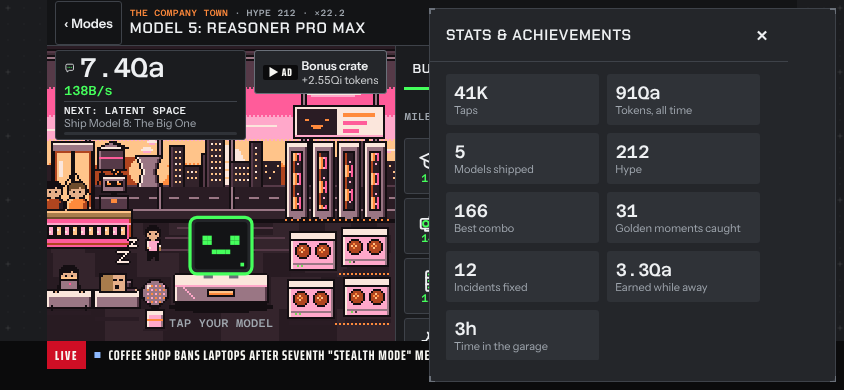 ‹ Modes
THE COMPANY TOWN · HYPE 212 · ×22.2
MODEL 5: REASONER PRO MAX
7.4Qa
138B/s
NEXT: LATENT SPACE
Ship Model 8: The Big One
AD
Bonus crate
+2.55Qi tokens
BU
MILE
Z
Z
TAP YOUR MODEL
LIVE
COFFEE SHOP BANS LAPTOPS AFTER SEVENTH "STEALTH MODE" ME
STATS & ACHIEVEMENTS
×
41K
Taps
91Qa
Tokens, all time
5
Models shipped
212
Hype
166
Best combo
31
Golden moments caught
12
Incidents fixed
3.3Qa
Earned while away
3h
Time in the garage